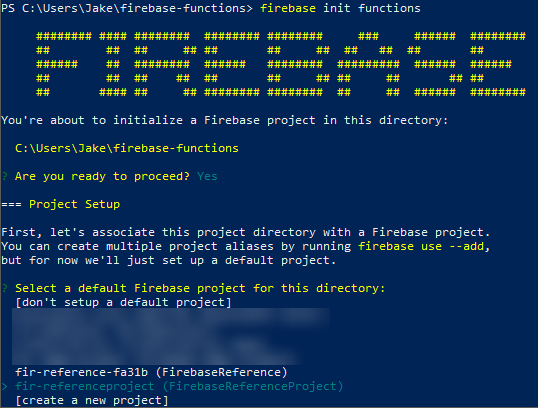 PS C:\Users\Jake\firebase-functions> firebase init functions
FIREBASE
You're about to initialize a Firebase project in this directory:
C:\Users\Jake\firebase-functions
? Are you ready to proceed? Yes
=== Project Setup
First, let's associate this project directory with a Firebase project.
You can create multiple project aliases by running firebase use --add,
but for now we'll just set up a default project.
? Select a default Firebase project for this directory:
[don't setup a default project]
fir-reference-fa31b (FirebaseReference)
> fir-referenceproject (FirebaseReferenceProject)
[create a new project]